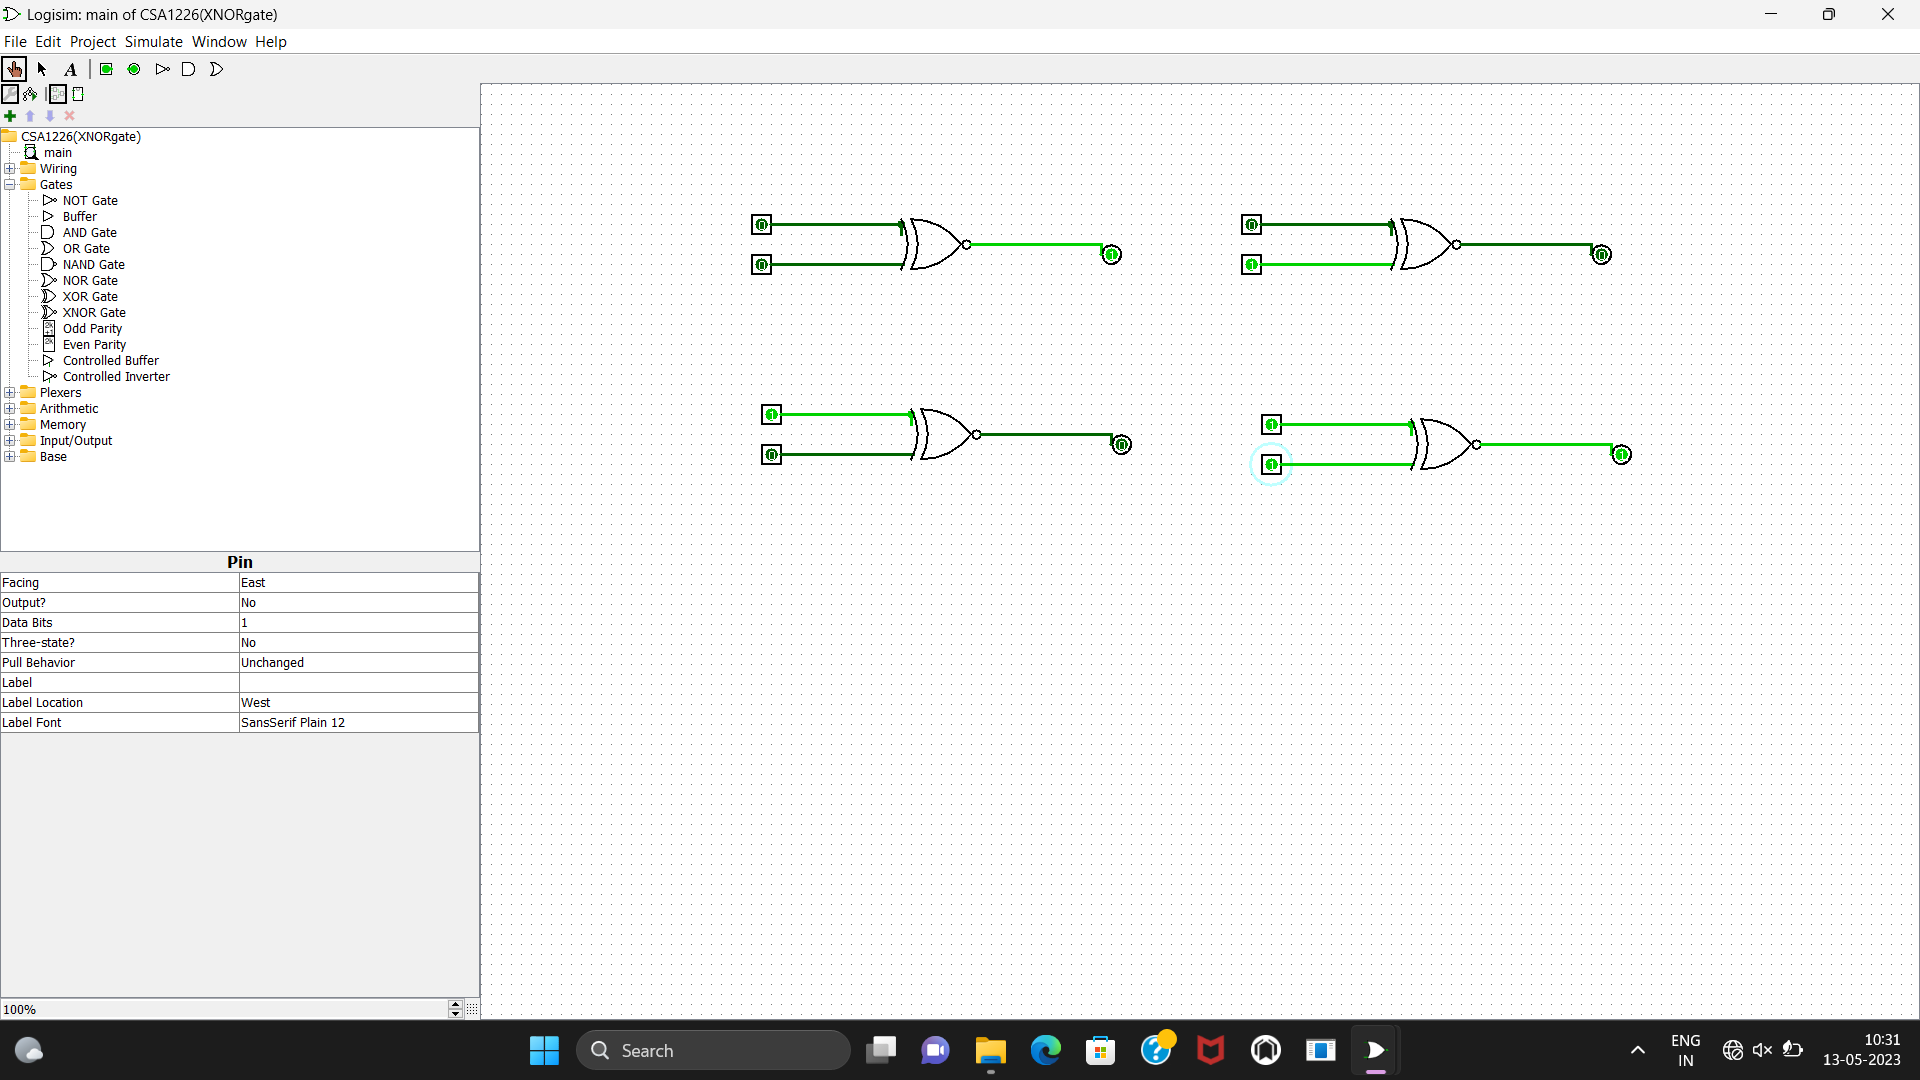 Logisim: main of CSA1226(XNORgate)
File Edit Project Simulate Window Help
A
CSA1226(XNORgate)
main
Wiring
Gates
NOT Gate
Buffer
AND Gate
OR Gate
NAND Gate
NOR Gate
XOR Gate
XNOR Gate
Odd Parity
Even Parity
Controlled Buffer
Controlled Inverter
Plexers
Arithmetic
Memory
Input/Output
Base
0 0 1
0 1 0
1 0 0
1 1 1
Pin
Facing East
Output? No
Data Bits 1
Three-state? No
Pull Behavior Unchanged
Label
Label Location West
Label Font SansSerif Plain 12
100%
Search
ENG
IN
10:31
13-05-2023